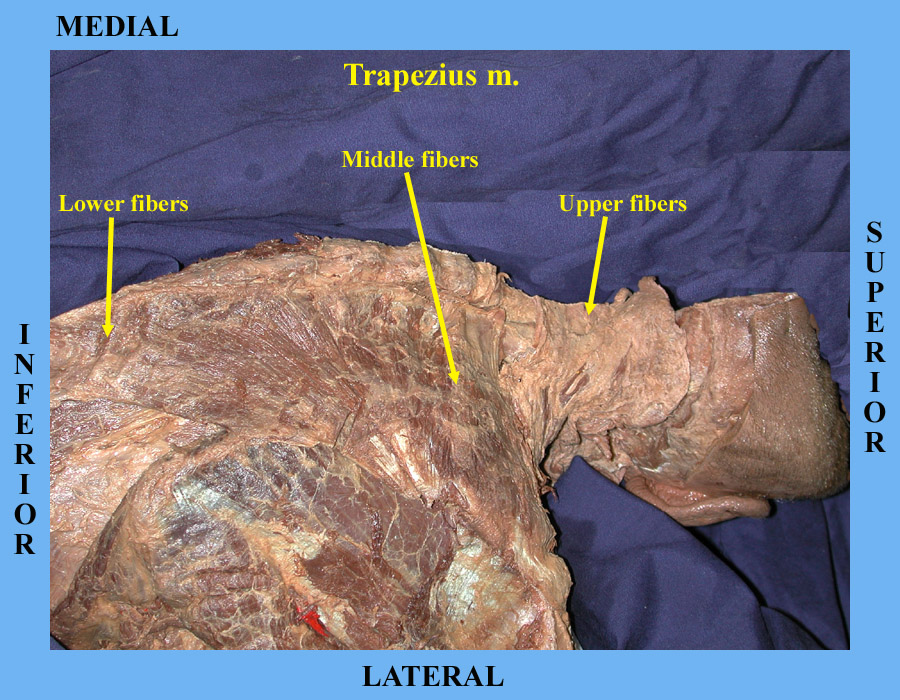 MEDIAL
Trapezius m.
Middle fibers
Lower fibers
Upper fibers
SUPERIOR
INFERIOR
LATERAL